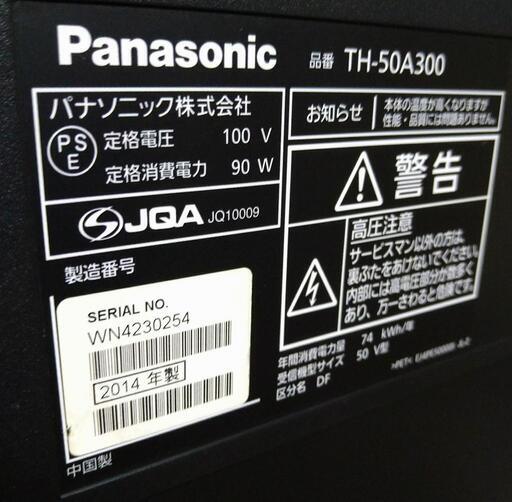 Panasonic
品番 TH-50A300
パナソニック株式会社
PSE
定格電圧 100 V
定格消費電力 90 W
JQA JQ10009
お知らせ
本体の温度が高くなりますが
性能・品質には問題ありません。
警告
高圧注意
サービスマン以外の方は、
裏ぶたをあけないでください。
内部には高電圧部分が数多く
あり、万一さわると危険です。
製造番号
SERIAL NO.
WN4230254
2014 年製
中国製
年間消費電力量 74 kWh/年
受信機型サイズ 50 V型
区分名 DF
>PET<